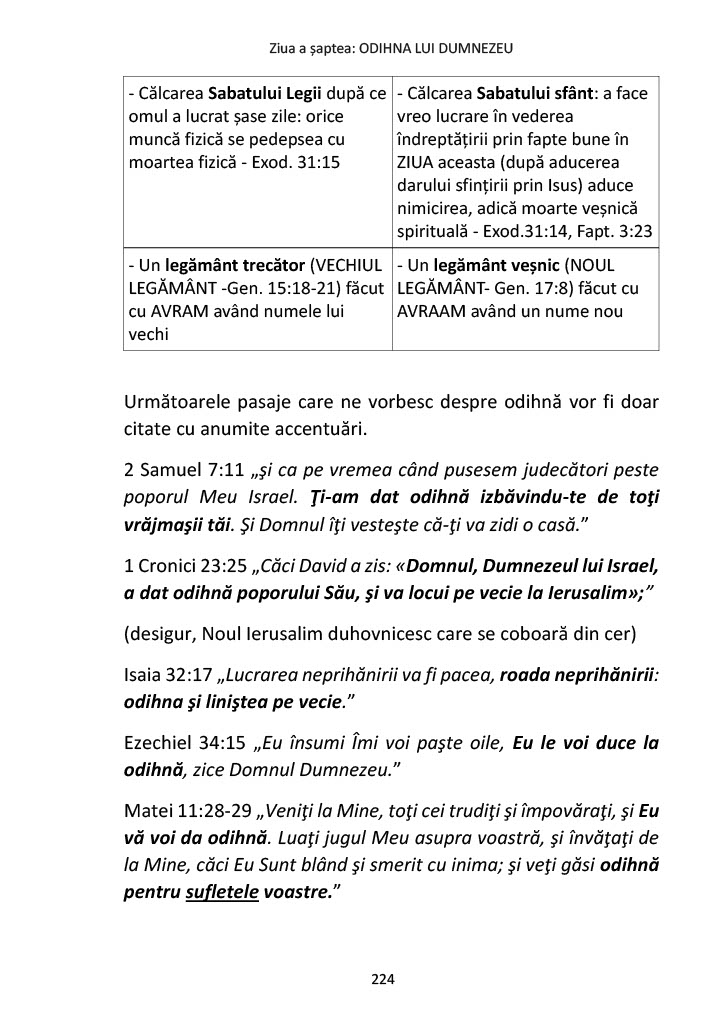 Ziua a șaptea: ODIHNA LUI DUMNEZEU
- Călcarea Sabatului Legii după ce
omul a lucrat șase zile: orice
muncă fizică se pedepsea cu
moartea fizică - Exod. 31:15
- Călcarea Sabatului sfânt: a face
vreo lucrare în vederea
îndreptățirii prin fapte bune în
ZIUA aceasta (după aducerea
darului sfințirii prin Isus) aduce
nimicirea, adică moarte veșnică
spirituală - Exod.31:14, Fapt. 3:23
- Un legământ trecător (VECHIUL
LEGĂMÂNT -Gen. 15:18-21) făcut
cu AVRAM având numele lui
vechi
- Un legământ veșnic (NOUL
LEGĂMÂNT- Gen. 17:8) făcut cu
AVRAAM având un nume nou
Următoarele pasaje care ne vorbesc despre odihnă vor fi doar
citate cu anumite accentuări.
2 Samuel 7:11 „şi ca pe vremea când pusesem judecători peste
poporul Meu Israel. Ţi-am dat odihnă izbăvindu-te de toţi
vrăjmaşii tăi. Şi Domnul îţi vesteşte că-ţi va zidi o casă.”
1 Cronici 23:25 „Căci David a zis: «Domnul, Dumnezeul lui Israel,
a dat odihnă poporului Său, şi va locui pe vecie la Ierusalim»;”
(desigur, Noul Ierusalim duhovnicesc care se coboară din cer)
Isaia 32:17 „Lucrarea neprihănirii va fi pacea, roada neprihănirii:
odihna şi liniştea pe vecie.”
Ezechiel 34:15 „Eu însumi Îmi voi paşte oile, Eu le voi duce la
odihnă, zice Domnul Dumnezeu.”
Matei 11:28-29 „Veniţi la Mine, toţi cei trudiţi şi împovăraţi, şi Eu
vă voi da odihnă. Luaţi jugul Meu asupra voastră, şi învăţaţi de
la Mine, căci Eu Sunt blând şi smerit cu inima; şi veţi găsi odihnă
pentru sufletele voastre.”
224